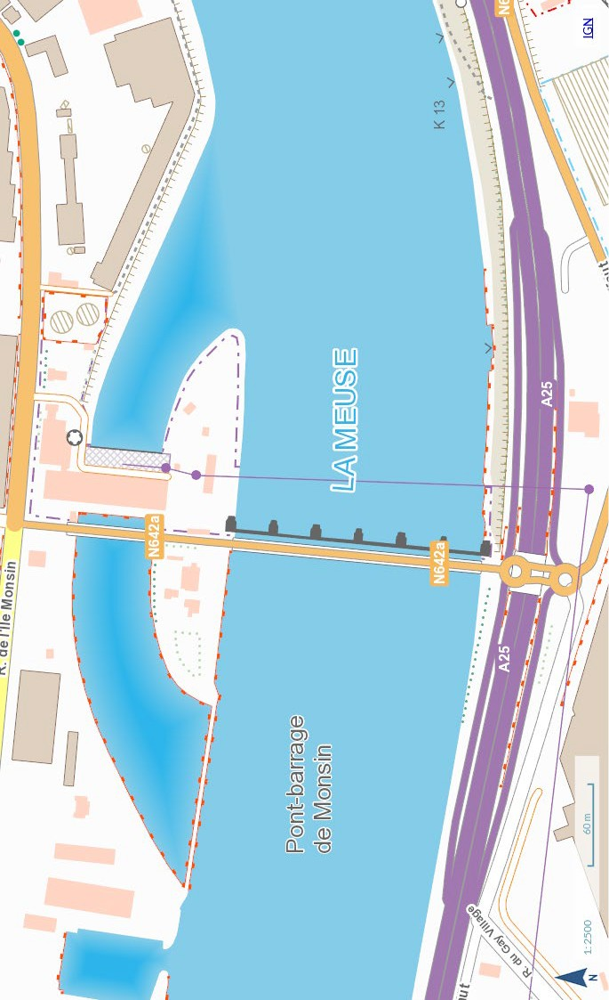 N6
IGN
K 13
LA MEUSE
A25
N642a
N642a
R. de l'Ile Monsin
A25
Pont-barrage
de Monsin
60 m
1:2500
R. du Gay Village
N